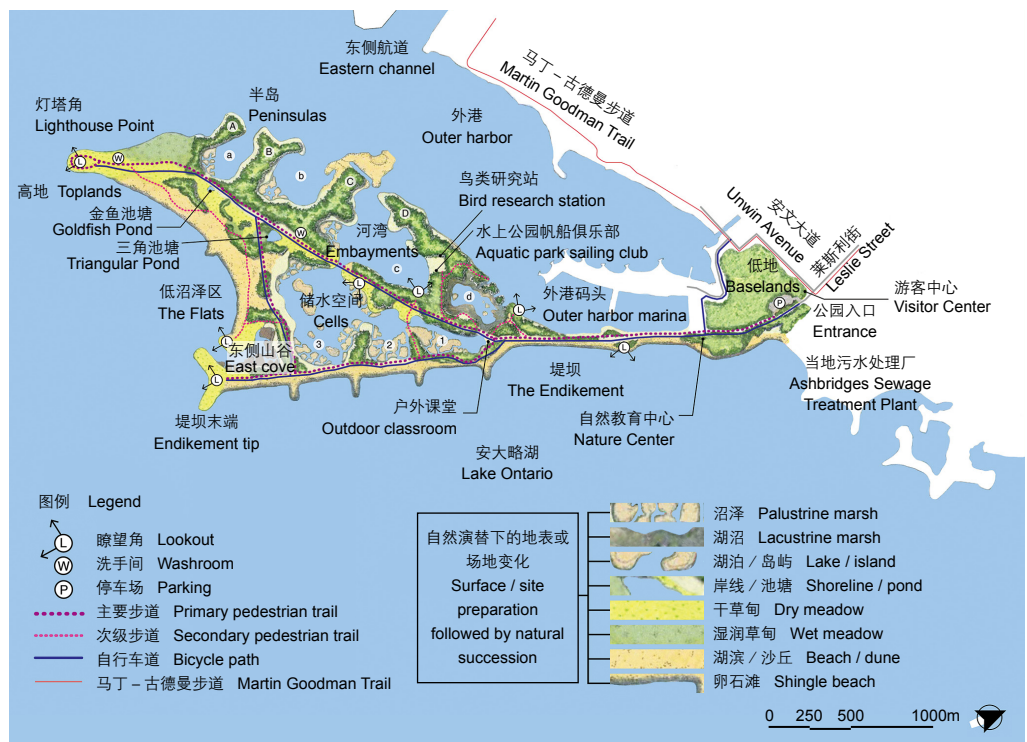 东侧航道
Eastern channel
马丁–古德曼步道
Martin Goodman Trail
半岛
Peninsulas
灯塔角
Lighthouse Point
外港
Outer harbor
A
B
C
D
a
b
c
d
L
W
高地 Toplands
金鱼池塘
Goldfish Pond
三角池塘
Triangular Pond
鸟类研究站
Bird research station
河湾
Embayments
水上公园帆船俱乐部
Aquatic park sailing club
安文大道
Unwin Avenue
莱斯利街
Leslie Street
低地
Baselands
P
游客中心
Visitor Center
公园入口
Entrance
低沼泽区
The Flats
储水空间
Cells
W
L
L
L
外港码头
Outer harbor marina
1
2
3
东侧山谷
East cove
L
L
L
堤坝
The Endikement
当地污水处理厂
Ashbridges Sewage
Treatment Plant
堤坝末端
Endikement tip
户外课堂
Outdoor classroom
自然教育中心
Nature Center
安大略湖
Lake Ontario
图例 Legend
L 瞭望角 Lookout
W 洗手间 Washroom
P 停车场 Parking
主要步道 Primary pedestrian trail
次级步道 Secondary pedestrian trail
自行车道 Bicycle path
马丁–古德曼步道 Martin Goodman Trail
自然演替下的地表或
场地变化
Surface / site
preparation
followed by natural
succession
沼泽 Palustrine marsh
湖沼 Lacustrine marsh
湖泊/岛屿 Lake / island
岸线/池塘 Shoreline / pond
干草甸 Dry meadow
湿润草甸 Wet meadow
湖滨/沙丘 Beach / dune
卵石滩 Shingle beach
0 250 500 1000m